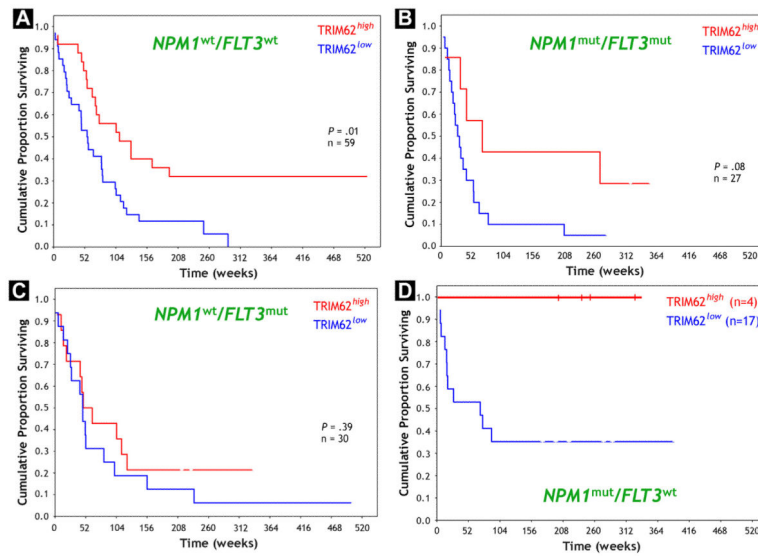 A
NPM1wt/FLT3wt
TRIM62high
TRIM62low
P = .01
n = 59
Cumulative Proportion Surviving
1.0
0.9
0.8
0.7
0.6
0.5
0.4
0.3
0.2
0.1
0.0
52 104 156 208 260 312 364 416 468 520
Time (weeks)
B
NPM1mut/FLT3mut
TRIM62high
TRIM62low
P = .08
n = 27
Cumulative Proportion Surviving
1.0
0.9
0.8
0.7
0.6
0.5
0.4
0.3
0.2
0.1
0.0
52 104 156 208 260 312 364 416 468 520
Time (weeks)
C
NPM1wt/FLT3mut
TRIM62high
TRIM62low
P = .39
n = 30
Cumulative Proportion Surviving
1.0
0.9
0.8
0.7
0.6
0.5
0.4
0.3
0.2
0.1
0.0
52 104 156 208 260 312 364 416 468 520
Time (weeks)
D
TRIM62high (n=4)
TRIM62low (n=17)
NPM1mut/FLT3wt
Cumulative Proportion Surviving
1.0
0.9
0.8
0.7
0.6
0.5
0.4
0.3
0.2
0.1
0.0
52 104 156 208 260 312 364 416 468 520
Time (weeks)